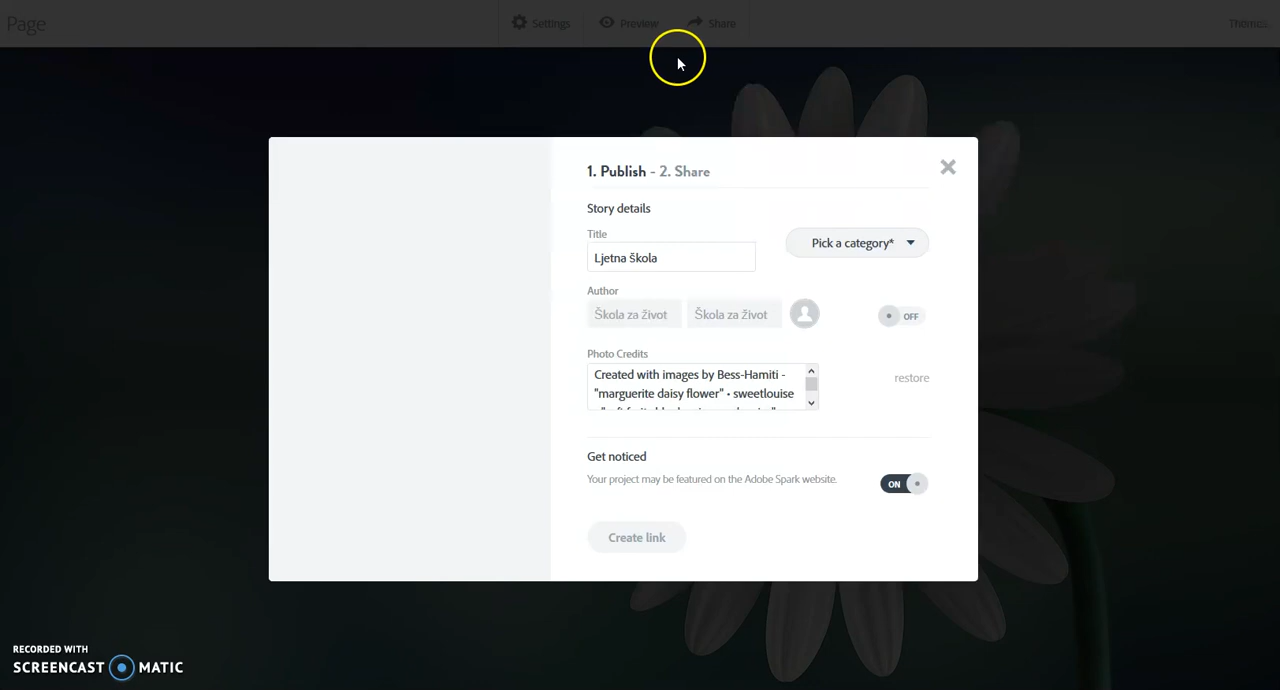 Page
Settings
Preview
Share
1. Publish - 2. Share
Story details
Title
Pick a category*
Ljetna škola
Author
Škola za život
Škola za život
OFF
Photo Credits
Created with images by Bess-Hamiti -
"marguerite daisy flower" • sweetlouise
restore
Get noticed
Your project may be featured on the Adobe Spark website.
ON
Create link
RECORDED WITH
SCREENCAST MATIC